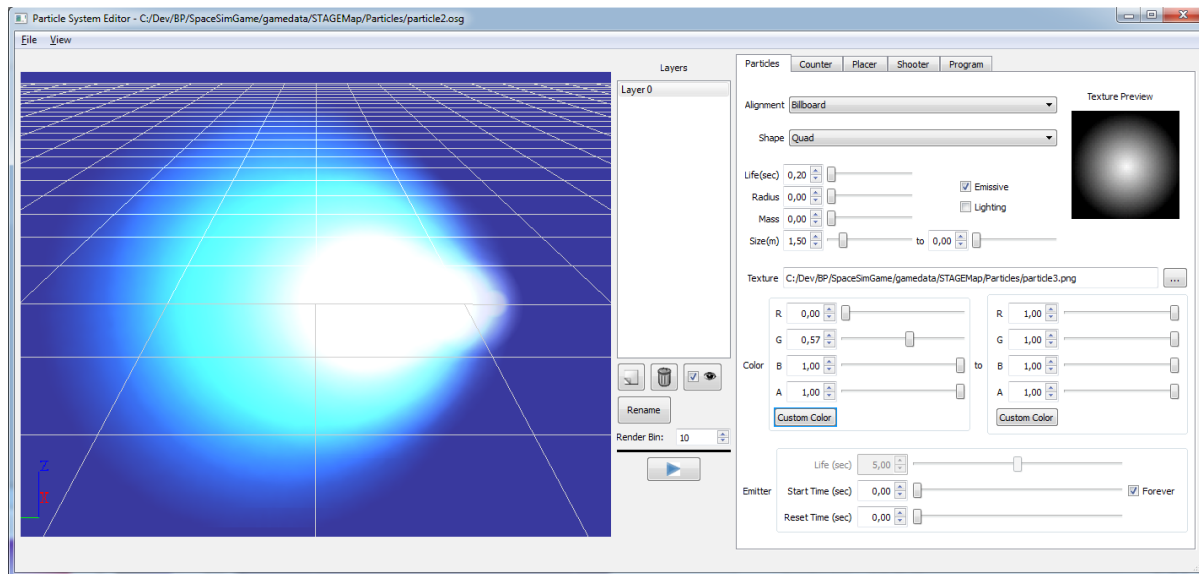 Particle System Editor - C:/Dev/BP/SpaceSimGame/gamedata/STAGEMap/Particles/particle2.osg
File View
Layers
Layer 0
Rename
Render Bin: 10
Z
Particles Counter Placer Shooter Program
Alignment Billboard
Texture Preview
Shape Quad
Life(sec) 0,20
Emissive
Radius 0,00
Lighting
Mass 0,00
Size(m) 1,50 to 0,00
Texture C:/Dev/BP/SpaceSimGame/gamedata/STAGEMap/Particles/particle3.png ...
R 0,00 R 1,00
G 0,57 G 1,00
Color B 1,00 to B 1,00
A 1,00 A 1,00
Custom Color Custom Color
Life (sec) 5,00
Emitter Start Time (sec) 0,00 Forever
Reset Time (sec) 0,00